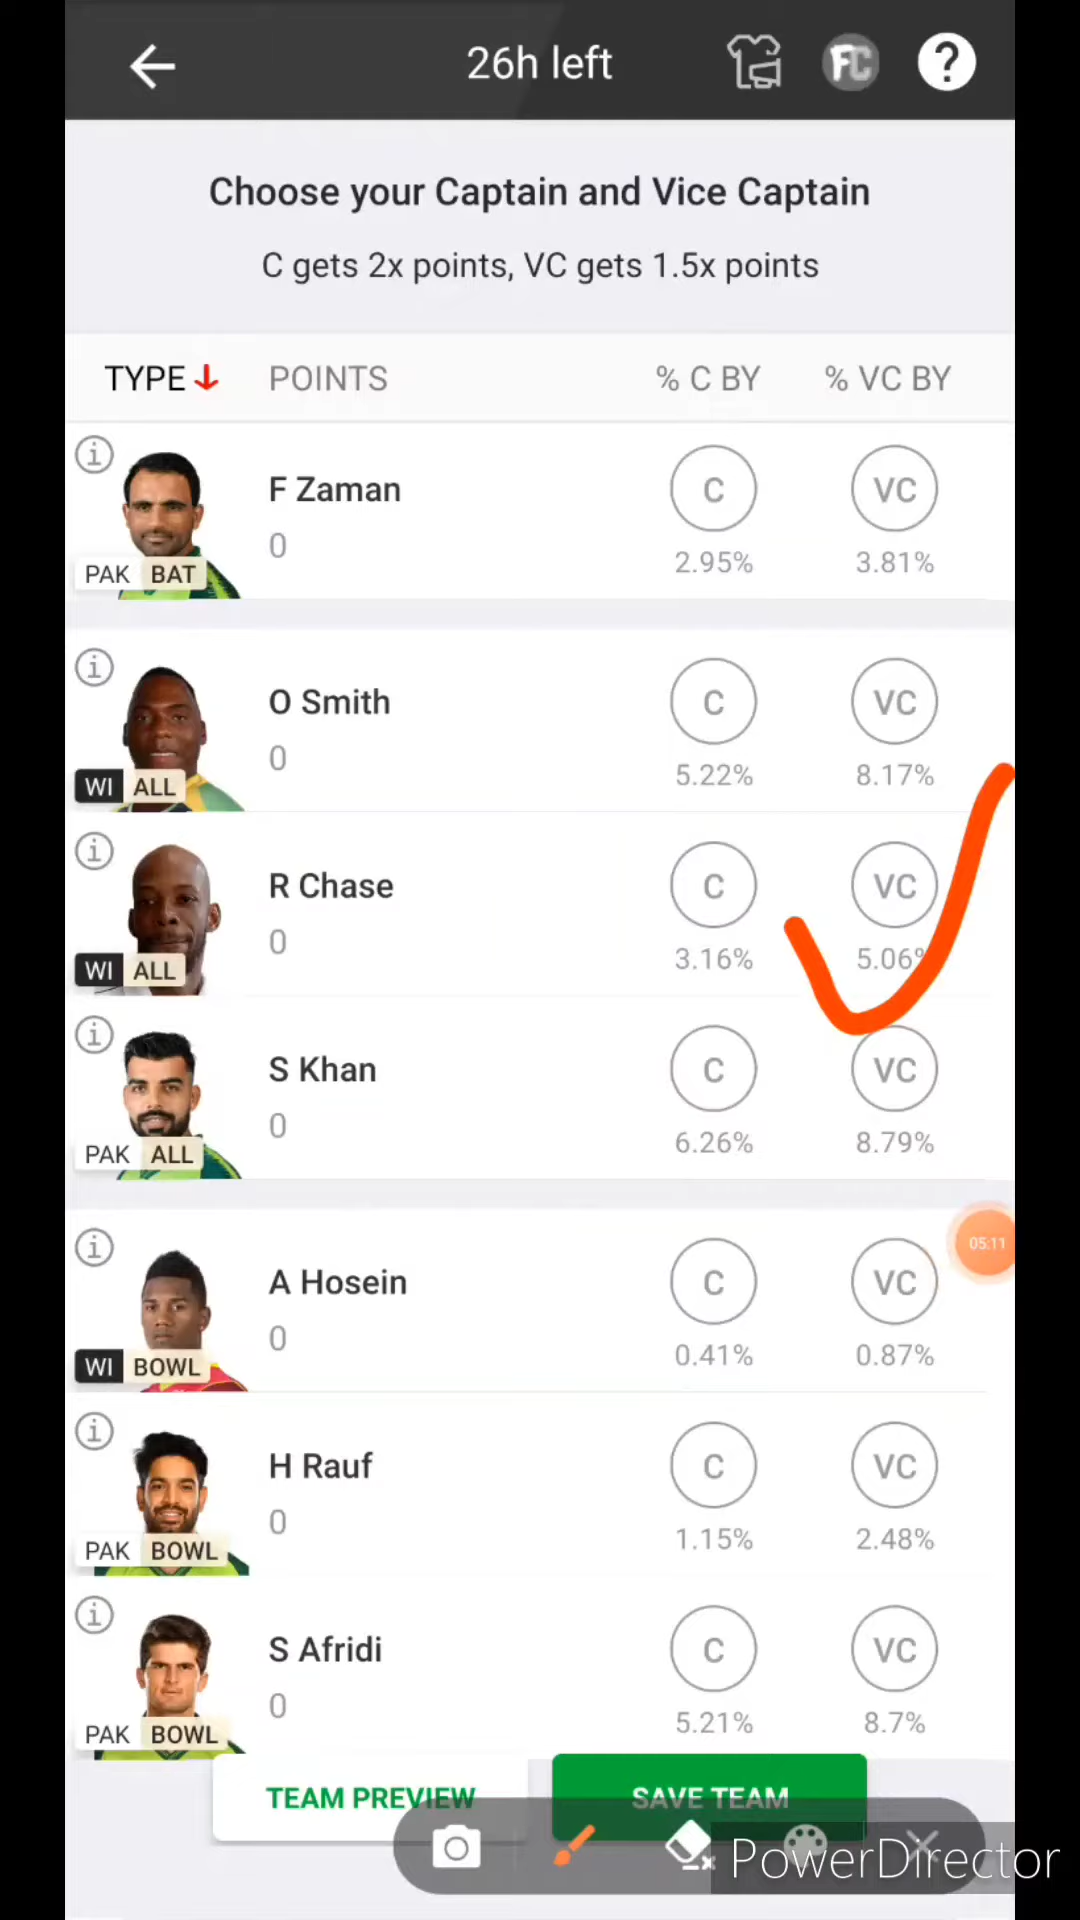 26h left
FC
?
Choose your Captain and Vice Captain
C gets 2x points, VC gets 1.5x points
TYPE POINTS % C BY % VC BY
F Zaman
C VC
0
2.95% 3.81%
PAK BAT
O Smith
C VC
0
5.22% 8.17%
WI ALL
R Chase
C VC
0
3.16% 5.06%
WI ALL
S Khan
C VC
0
6.26% 8.79%
PAK ALL
05:11
A Hosein
C VC
0
0.41% 0.87%
WI BOWL
H Rauf
C VC
0
1.15% 2.48%
PAK BOWL
S Afridi
C VC
0
5.21% 8.7%
PAK BOWL
TEAM PREVIEW SAVE TEAM
PowerDirector